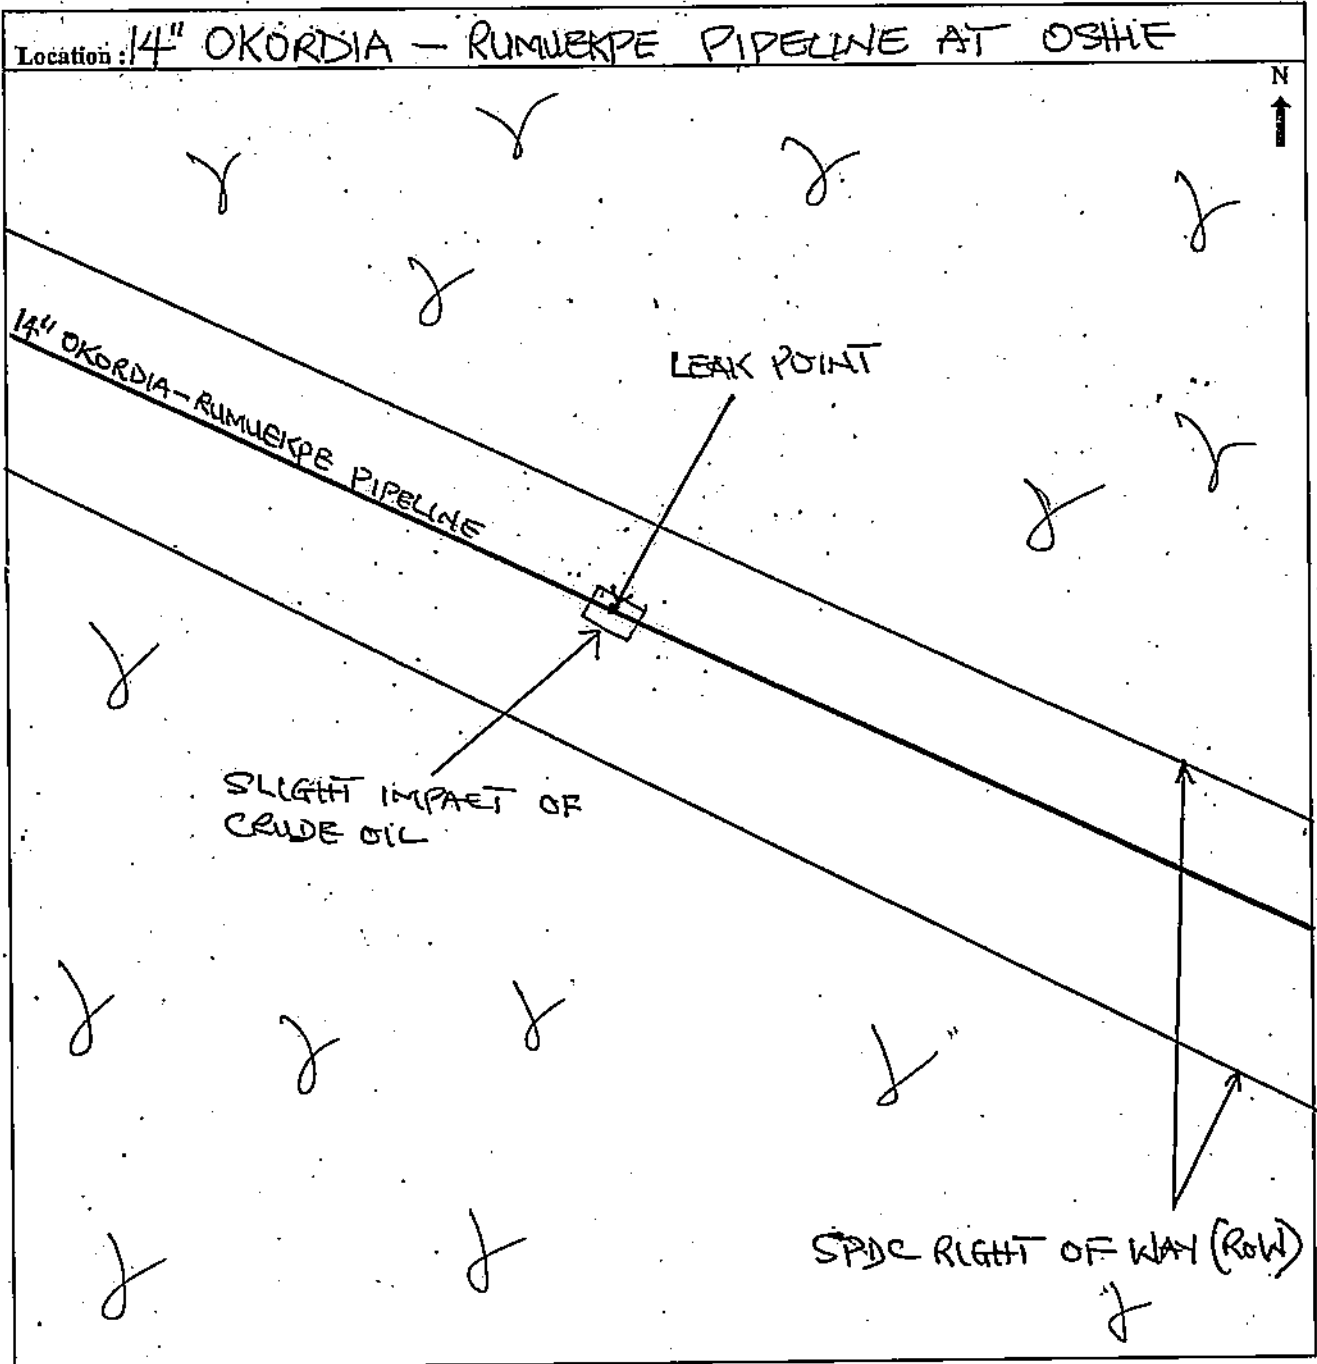 Location : 14" OKORDIA - RUMUEKPE PIPELINE AT OSHIE
N
14" OKORDIA - RUMUEKPE PIPELINE
LEAK POINT
SLIGHT IMPACT OF
CRUDE OIL
SPDC RIGHT OF WAY (ROW)